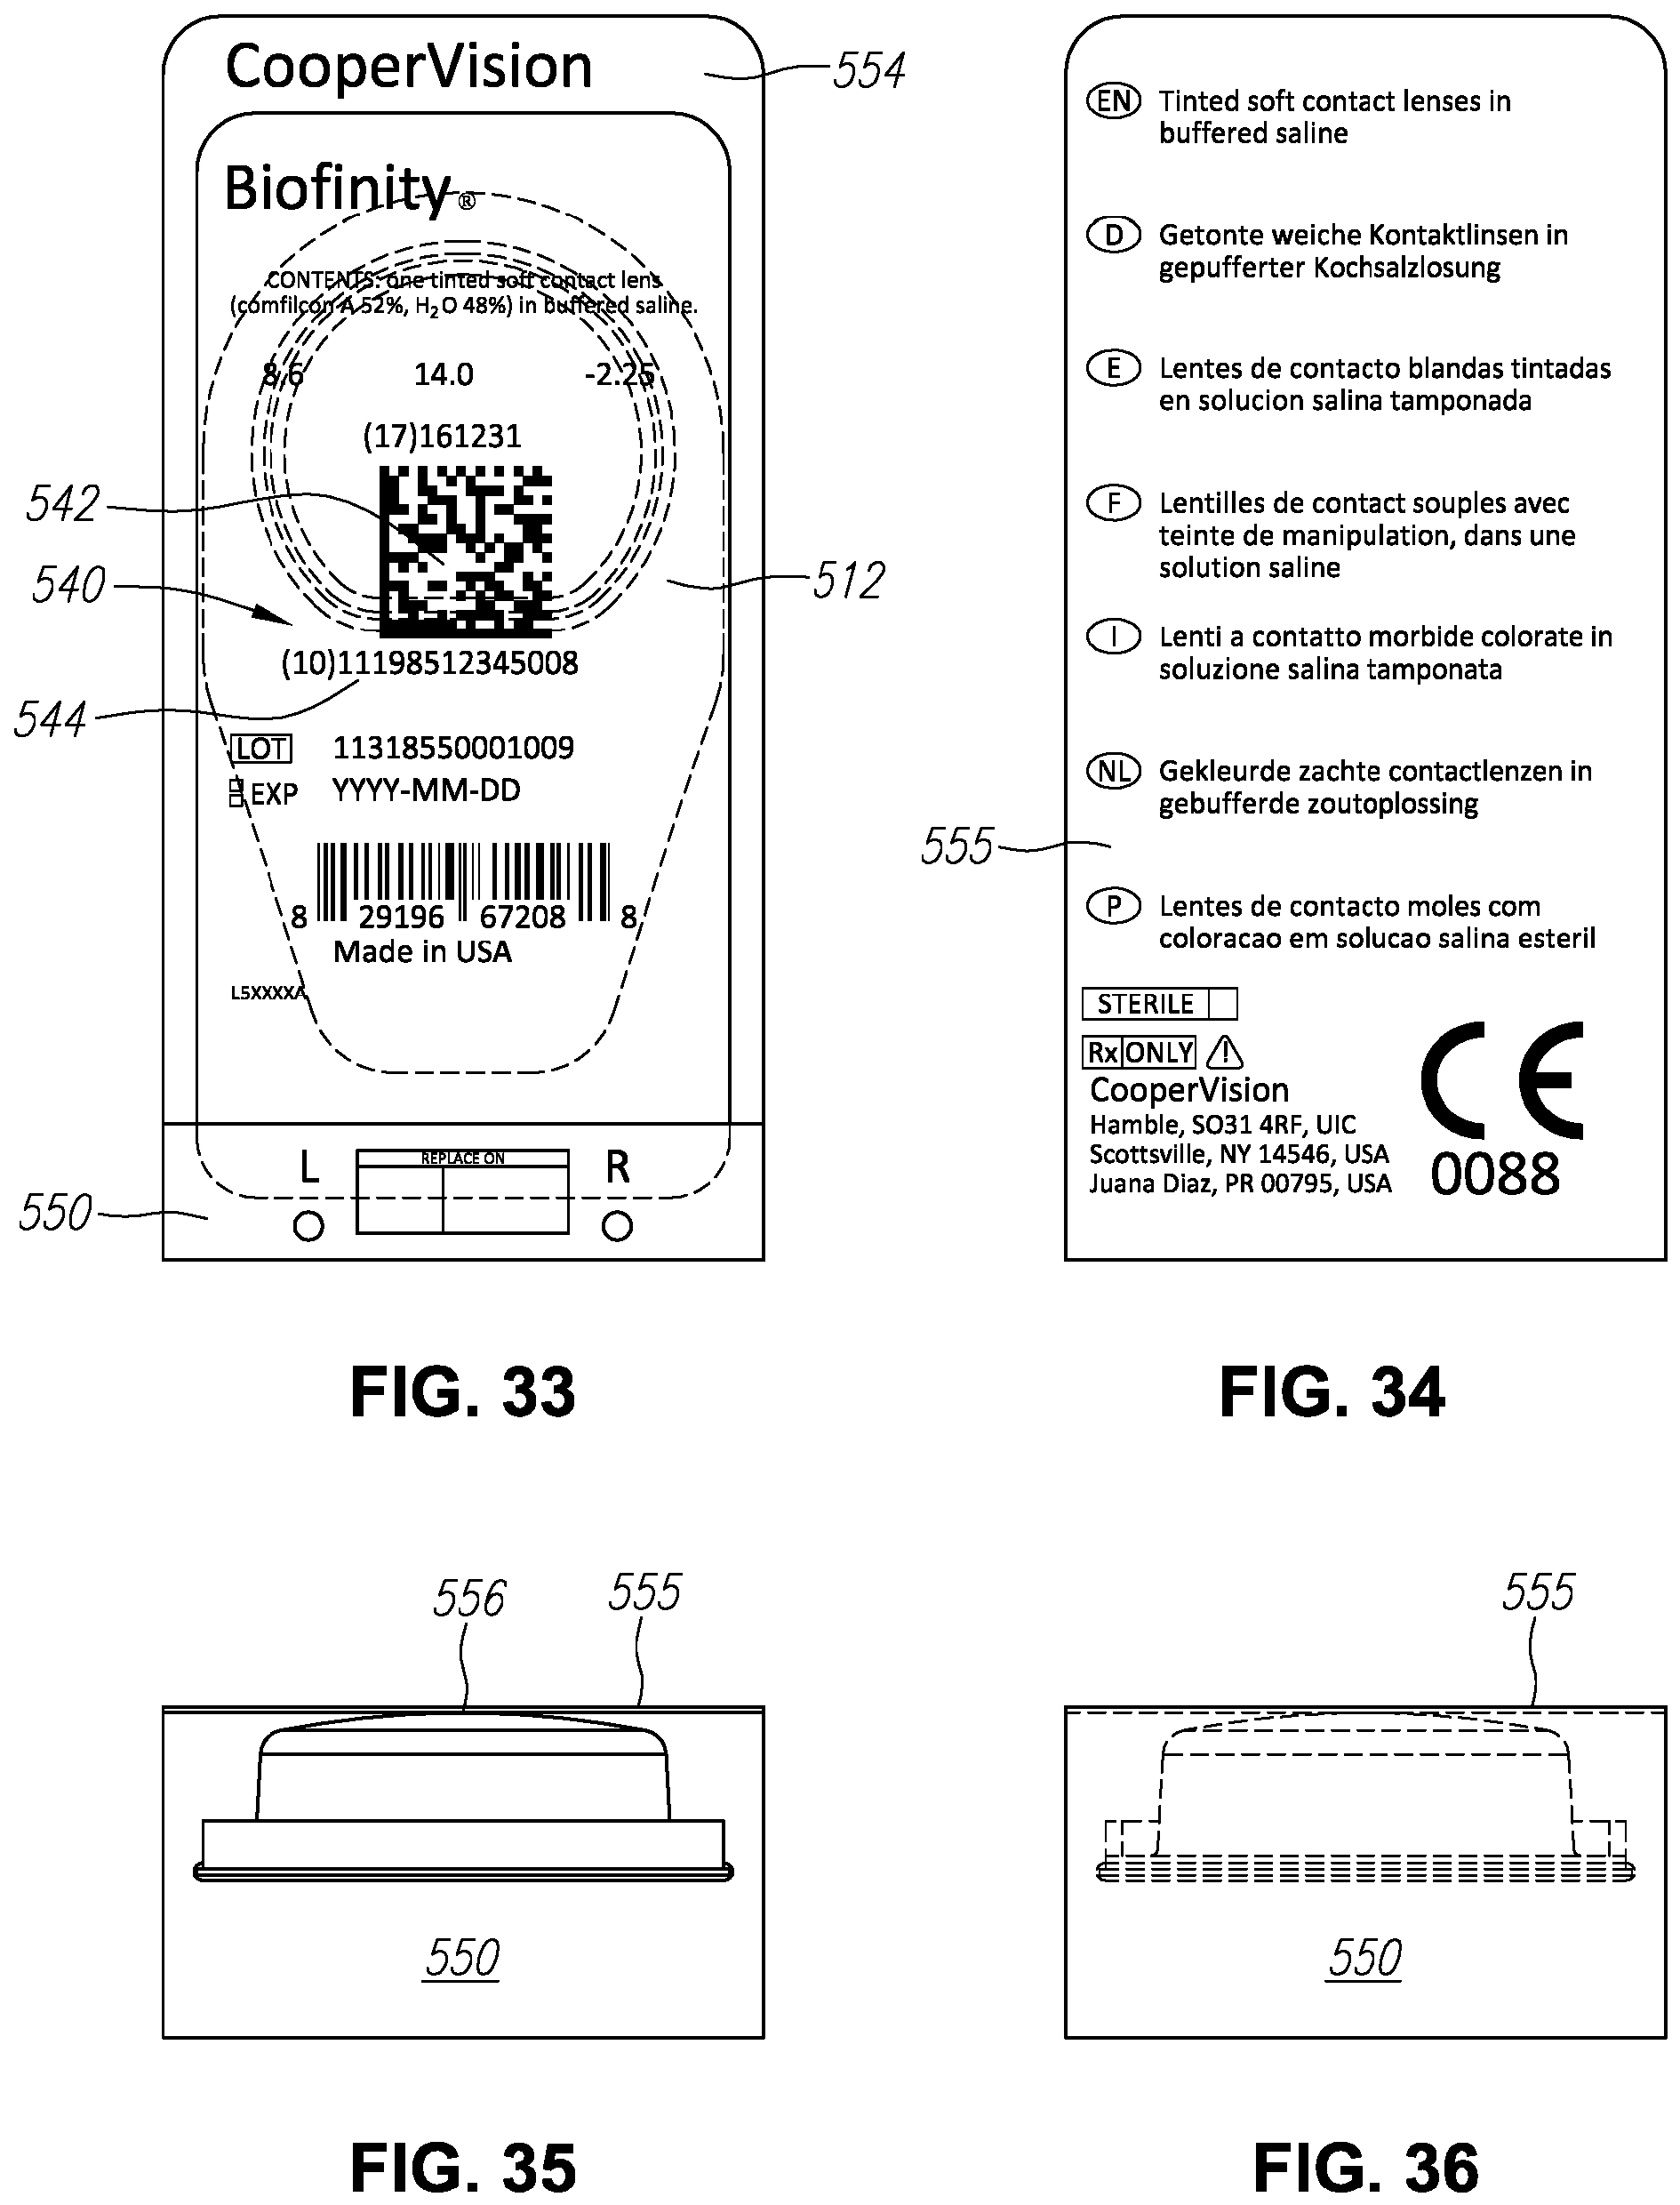 CooperVision
554
Biofinity®
CONTENTS: one tinted soft contact lens
(comfilcon A 52%, H₂O 48%) in buffered saline.
8.6 14.0 -2.25
(17)161231
542
540
512
(10)11198512345008
544
LOT 11318550001009
EXP YYYY-MM-DD
8 29196 67208 8
Made in USA
L5XXXXA
L REPLACE ON R
550
FIG. 33
EN Tinted soft contact lenses in
buffered saline
D Getonte weiche Kontaktlinsen in
gepufferter Kochsalzlosung
E Lentes de contacto blandas tintadas
en solucion salina tamponada
F Lentilles de contact souples avec
teinte de manipulation, dans une
solution saline
I Lenti a contatto morbide colorate in
soluzione salina tamponata
NL Gekleurde zachte contactlenzen in
gebufferde zoutoplossing
555
P Lentes de contacto moles com
coloracao em solucao salina esteril
STERILE
Rx ONLY
CE
CooperVision
Hamble, SO31 4RF, UIC
Scottsville, NY 14546, USA
Juana Diaz, PR 00795, USA
0088
FIG. 34
556 555
550
FIG. 35
555
550
FIG. 36